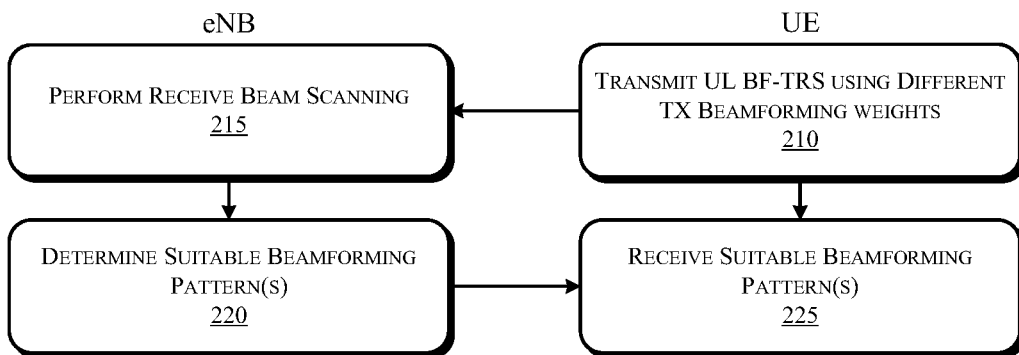 eNB
UE
PERFORM RECEIVE BEAM SCANNING
215
TRANSMIT UL BF-TRS USING DIFFERENT
TX BEAMFORMING WEIGHTS
210
DETERMINE SUITABLE BEAMFORMING
PATTERN(S)
220
RECEIVE SUITABLE BEAMFORMING
PATTERN(S)
225